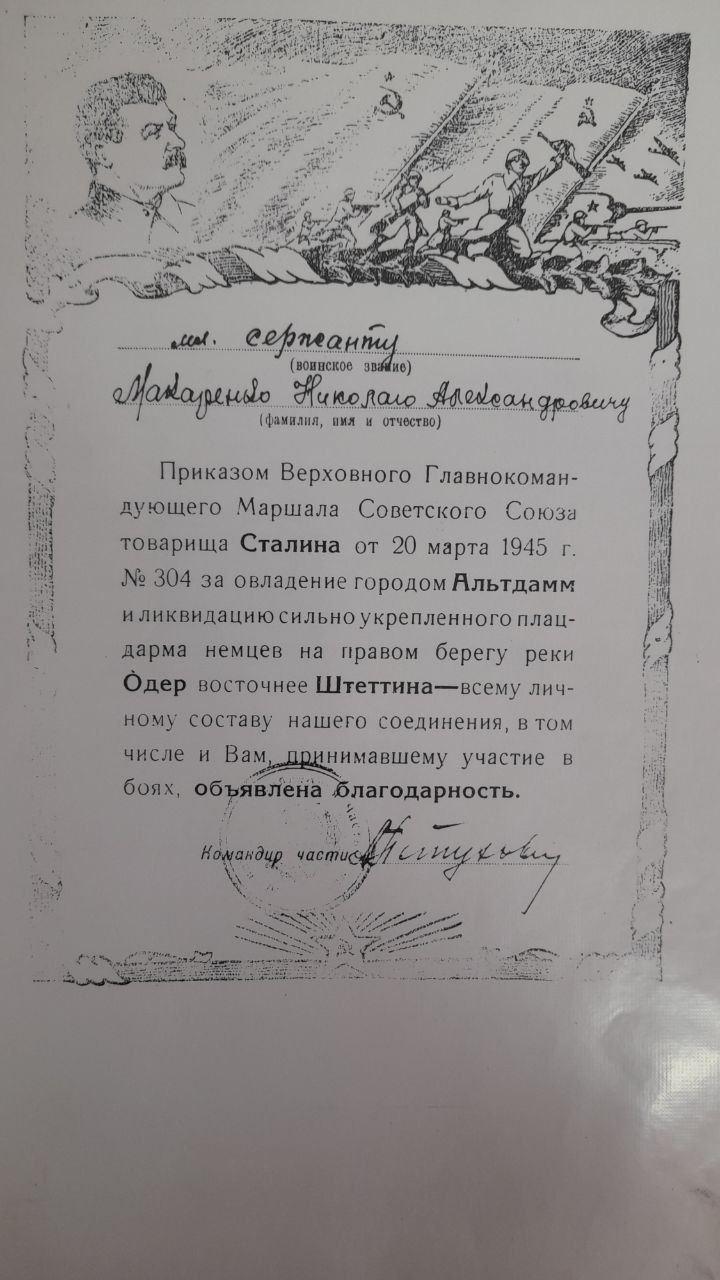 мл. сержанту
(воинское звание)
Макаренко Николаю Александровичу
(фамилия, имя и отчество)
Приказом Верховного Главнокоман-
дующего Маршала Советского Союза
товарища Сталина от 20 марта 1945 г.
№ 304 за овладение городом Альтдамм
и ликвидацию сильно укрепленного плац-
дарма немцев на правом берегу реки
Одер восточнее Штеттина—всему лич-
ному составу нашего соединения, в том
числе и Вам, принимавшему участие в
боях, объявлена благодарность.
Командир части